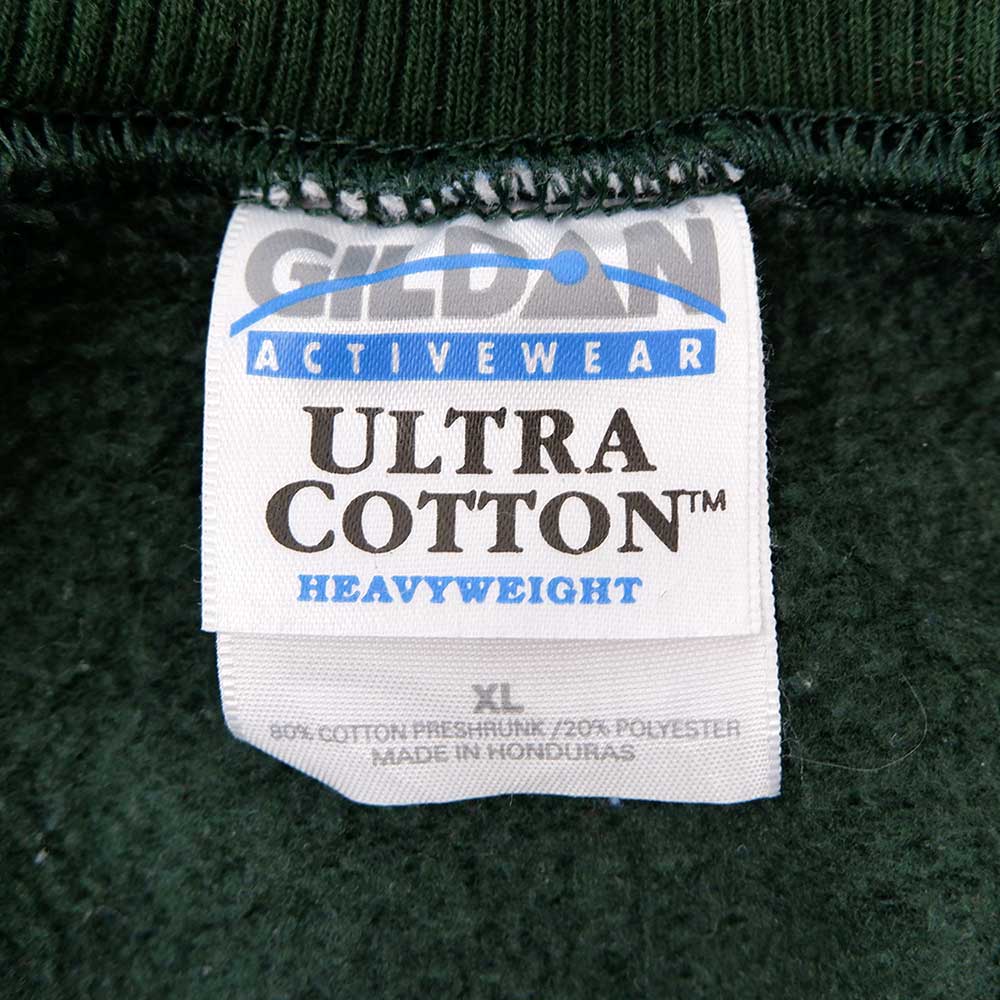 GILDAN®
ACTIVEWEAR
ULTRA
COTTON™
HEAVYWEIGHT
XL
80% COTTON PRESHRUNK /20% POLYESTER
MADE IN HONDURAS